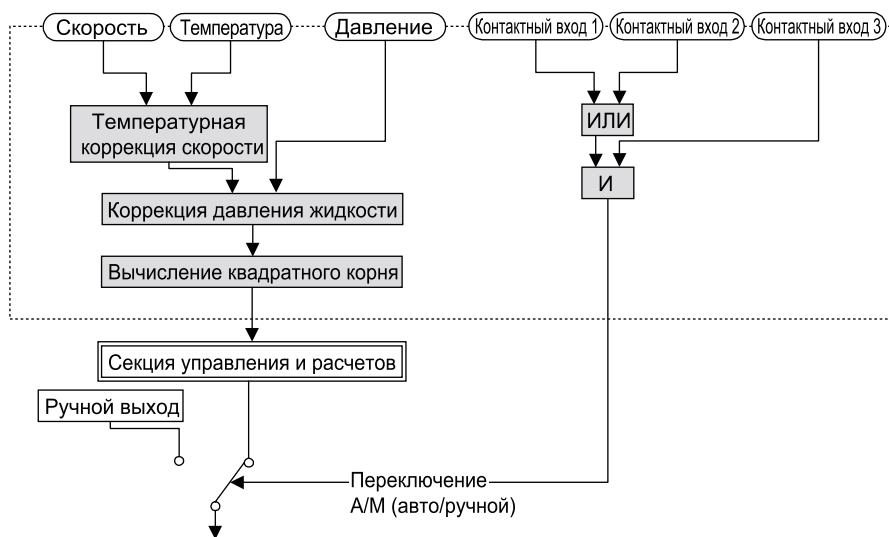 Скорость
Температура
Давление
Контактный вход 1
Контактный вход 2
Контактный вход 3
Температурная
коррекция скорости
ИЛИ
И
Коррекция давления жидкости
Вычисление квадратного корня
Секция управления и расчетов
Ручной выход
Переключение
А/М (авто/ручной)